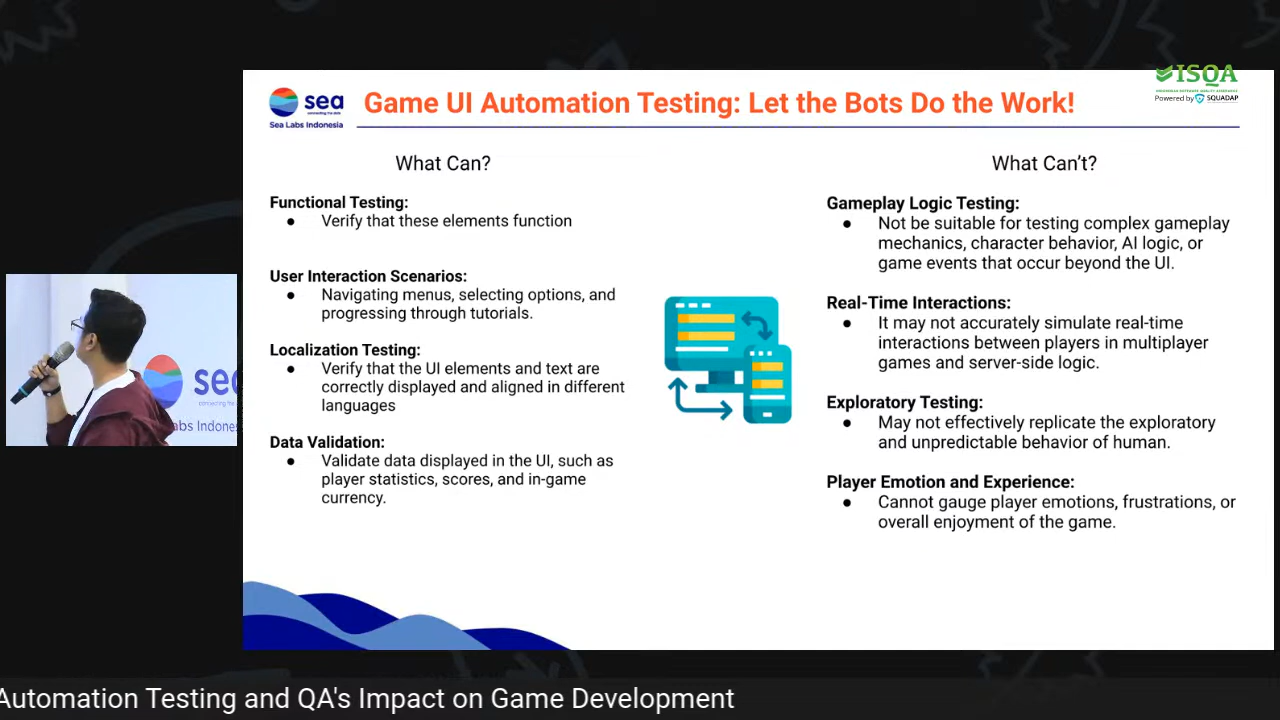 ISQA
Powered by SQUADAP
sea
connecting the dots
Sea Labs Indonesia
Game UI Automation Testing: Let the Bots Do the Work!
What Can?
Functional Testing:
● Verify that these elements function
User Interaction Scenarios:
● Navigating menus, selecting options, and
progressing through tutorials.
Localization Testing:
● Verify that the UI elements and text are
correctly displayed and aligned in different
languages
Data Validation:
● Validate data displayed in the UI, such as
player statistics, scores, and in-game
currency.
What Can't?
Gameplay Logic Testing:
● Not be suitable for testing complex gameplay
mechanics, character behavior, AI logic, or
game events that occur beyond the UI.
Real-Time Interactions:
● It may not accurately simulate real-time
interactions between players in multiplayer
games and server-side logic.
Exploratory Testing:
● May not effectively replicate the exploratory
and unpredictable behavior of human.
Player Emotion and Experience:
● Cannot gauge player emotions, frustrations, or
overall enjoyment of the game.
sea
connecting the
abs Indones
Automation Testing and QA's Impact on Game Development